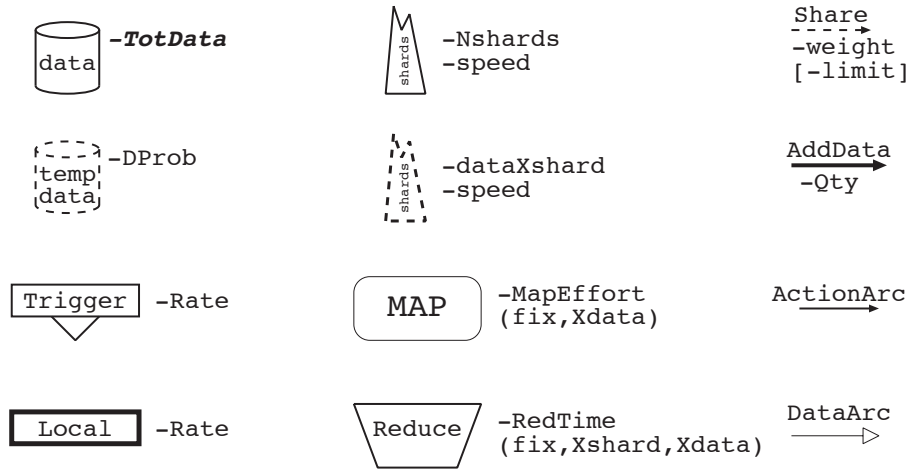 data
–TotData
shards
–Nshards
–speed
Share
–weight
[–limit]
temp
data
–DProb
shards
–dataXshard
–speed
AddData
–Qty
Trigger
–Rate
MAP
–MapEffort
(fix,Xdata)
ActionArc
Local
–Rate
Reduce
–RedTime
(fix,Xshard,Xdata)
DataArc